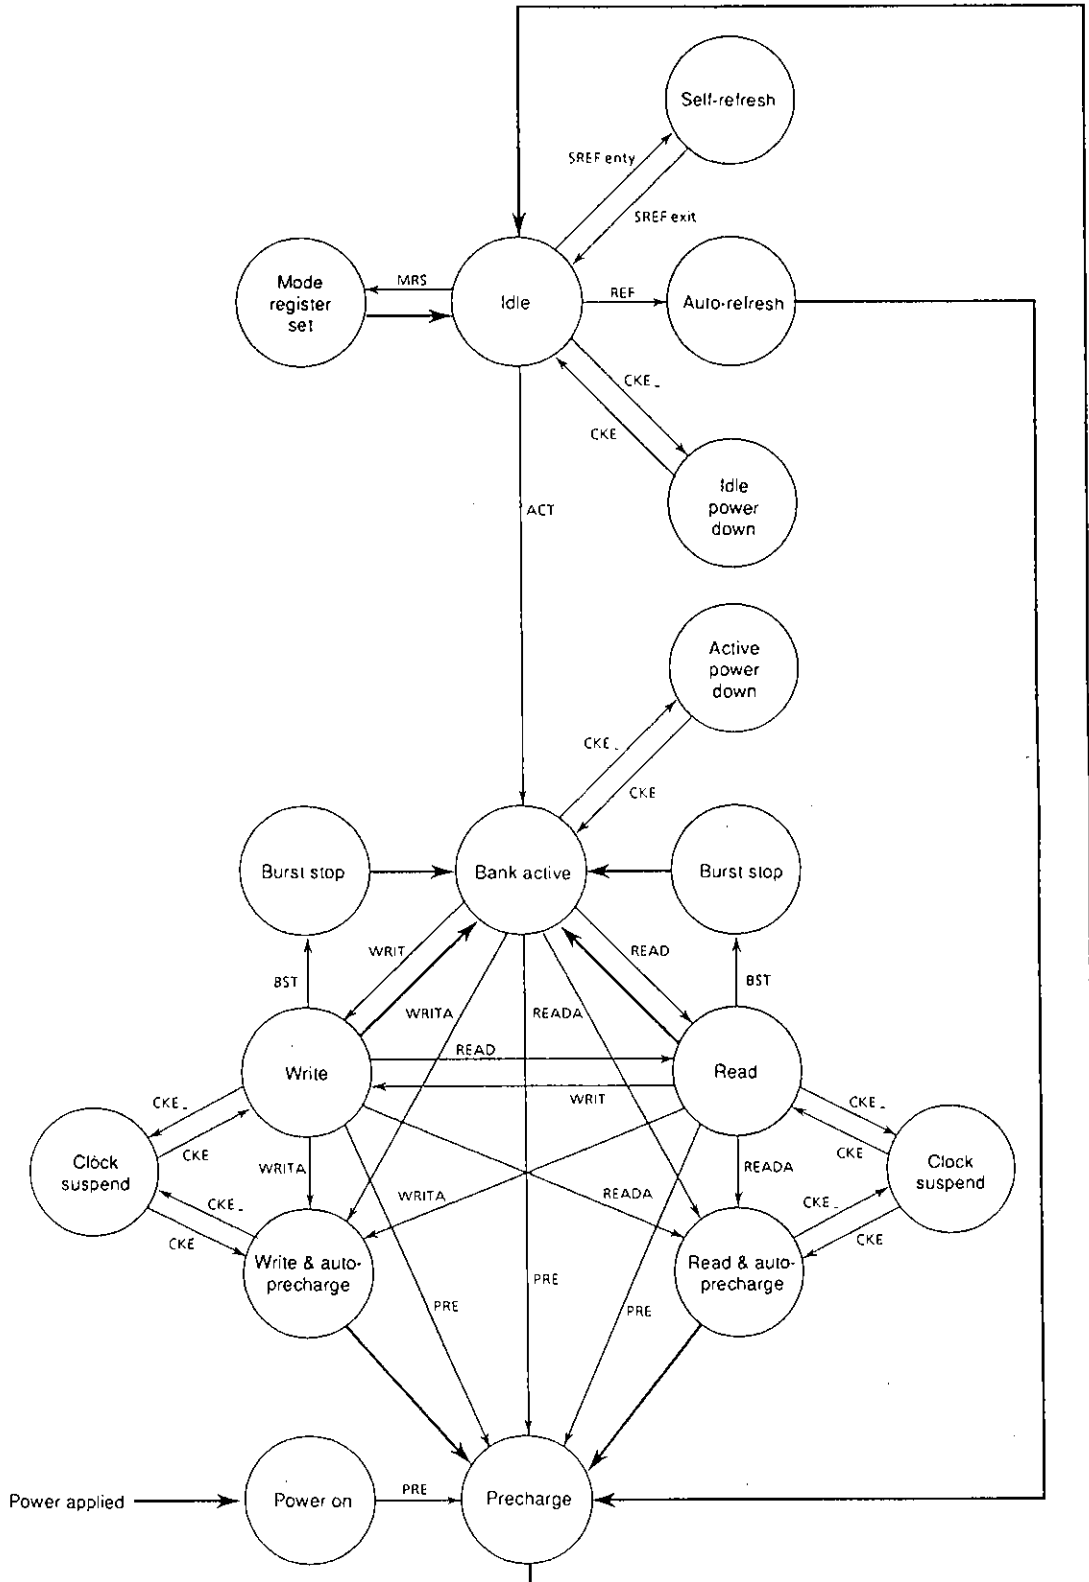 Self-refresh
SREF enty
SREF exit
Mode
register
set
MRS
Idle
REF
Auto-refresh
CKE_
CKE
Idle
power
down
ACT
Active
power
down
CKE_
CKE
Burst stop
Bank active
Burst stop
WRIT
READ
BST
BST
WRITA
READA
READ
Write
Read
WRIT
CKE_
CKE_
CKE
CKE
Clock
suspend
Clock
suspend
WRITA
READA
WRITA
READA
CKE_
CKE_
CKE
CKE
Write & auto-
precharge
Read & auto-
precharge
PRE
PRE
PRE
Power applied
Power on
PRE
Precharge